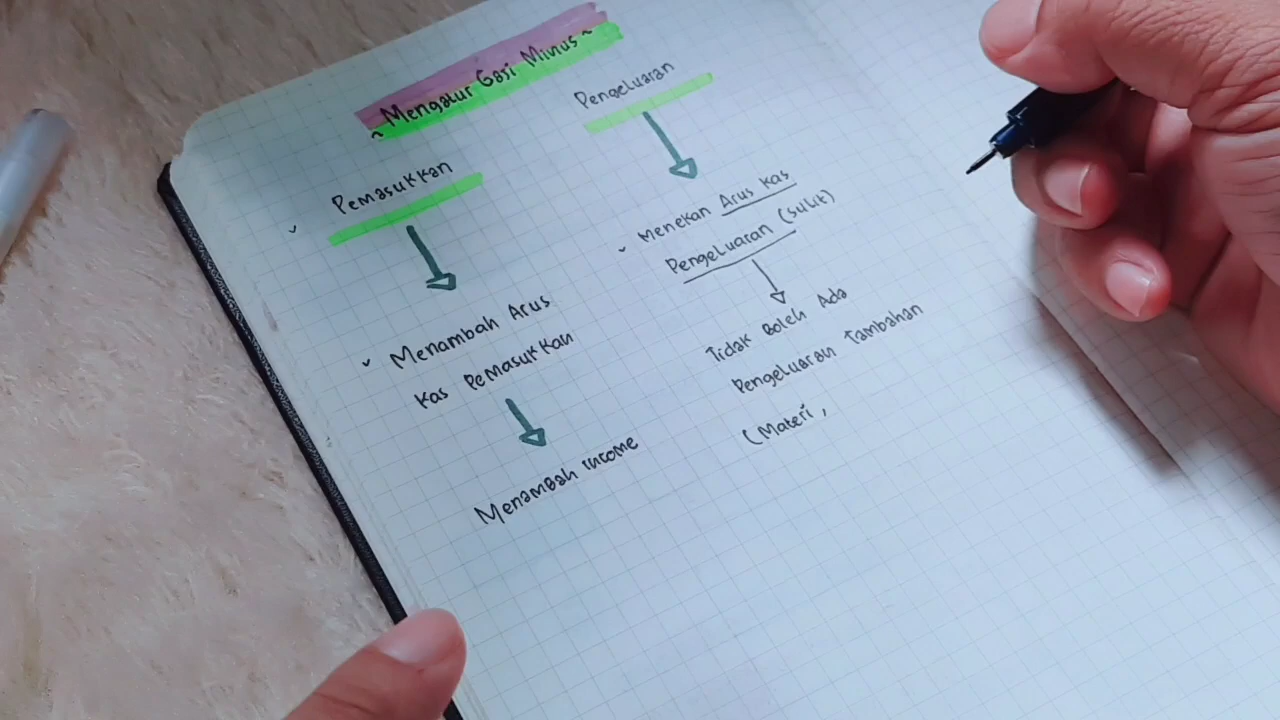 ~ Mengatur Gaji Minus ~
Pemasukkan
Menambah Arus
Kas Pemasukkan
Menambah Income
Pengeluaran
Menekan Arus Kas
Pengeluaran (Sulit)
Tidak Boleh Ada
Pengeluaran Tambahan
(Materi,